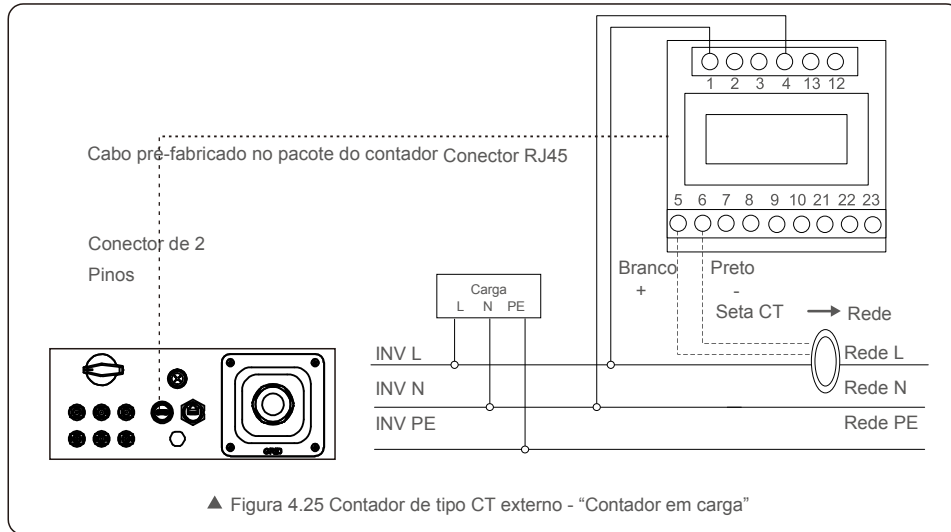 1 2 3 4 13 12
Cabo pré-fabricado no pacote do contador Conector RJ45
5 6 7 8 9 10 21 22 23
Conector de 2
Pinos
Branco Preto
+ -
Seta CT → Rede
Carga
L N PE
INV L Rede L
INV N Rede N
INV PE Rede PE
GRID
▲ Figura 4.25 Contador de tipo CT externo - “Contador em carga”